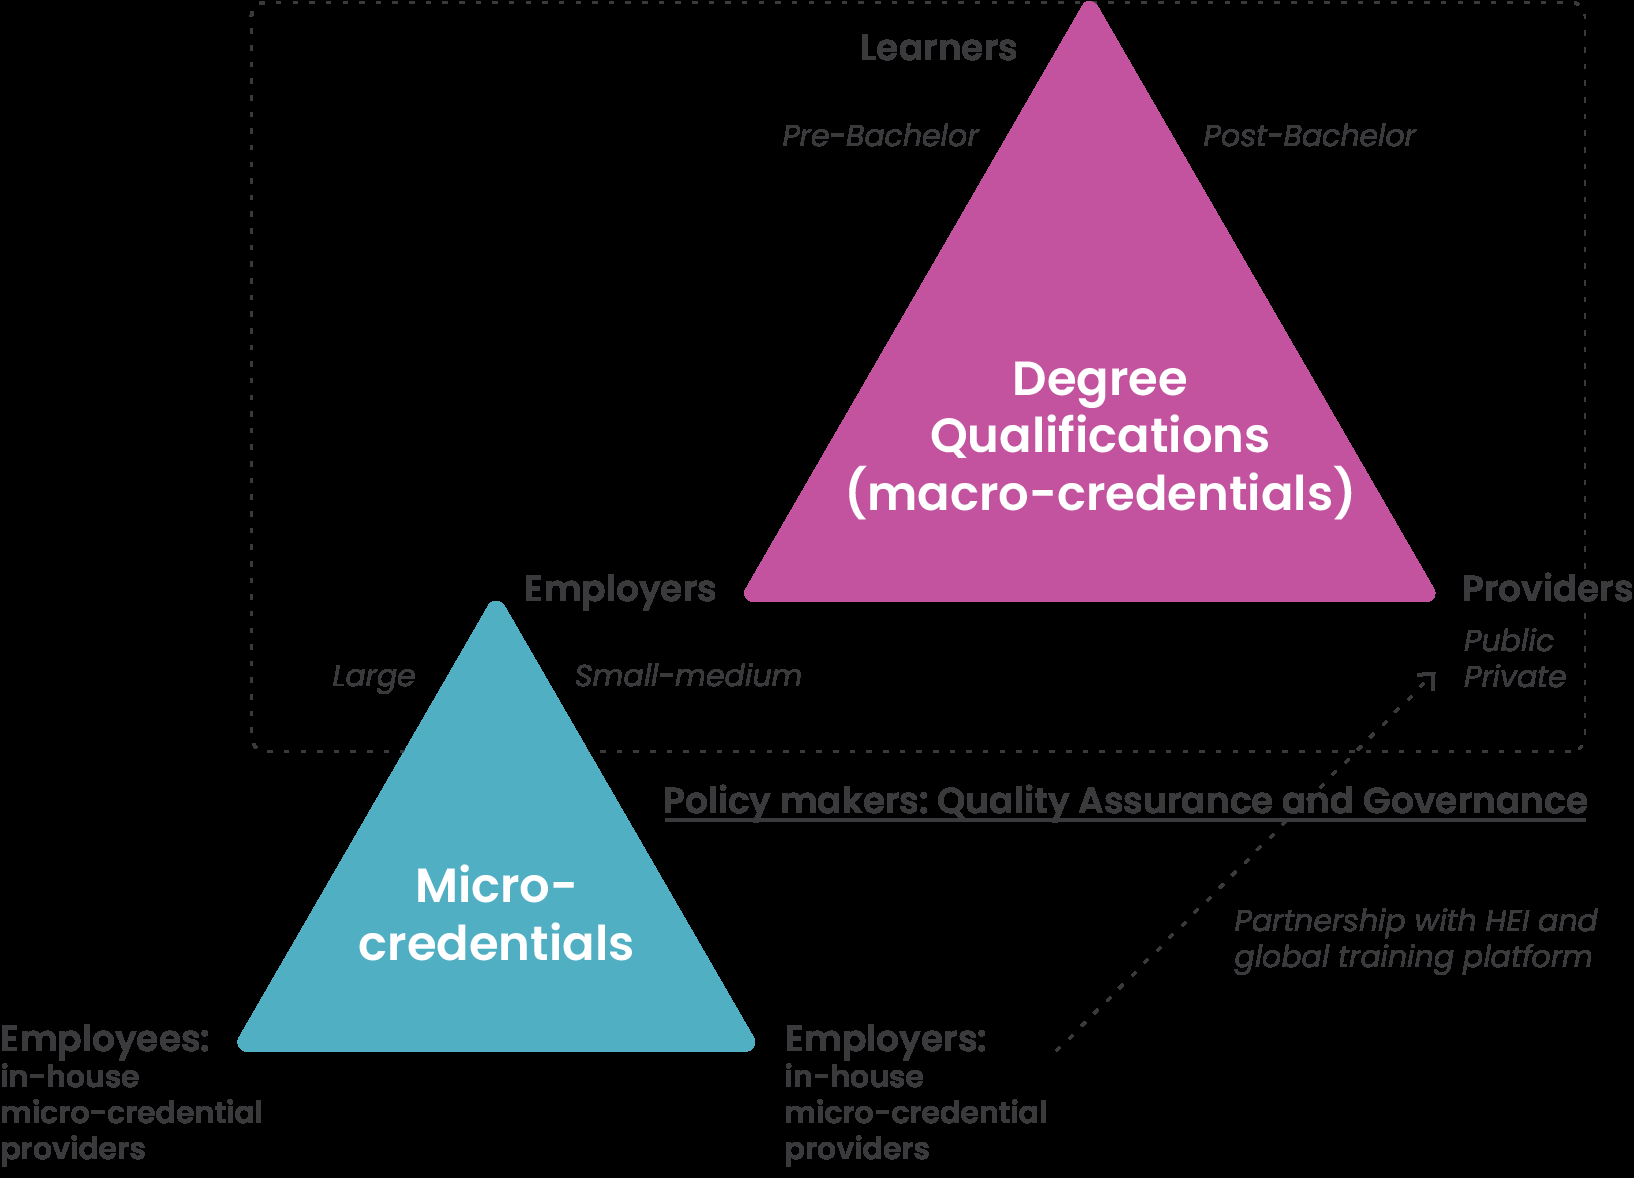 Learners
Pre-Bachelor
Post-Bachelor
Degree
Qualifications
(macro-credentials)
Employers
Providers
Public
Private
Large
Small-medium
Policy makers: Quality Assurance and Governance
Micro-
credentials
Partnership with HEI and
global training platform
Employees:
in-house
micro-credential
providers
Employers:
in-house
micro-credential
providers